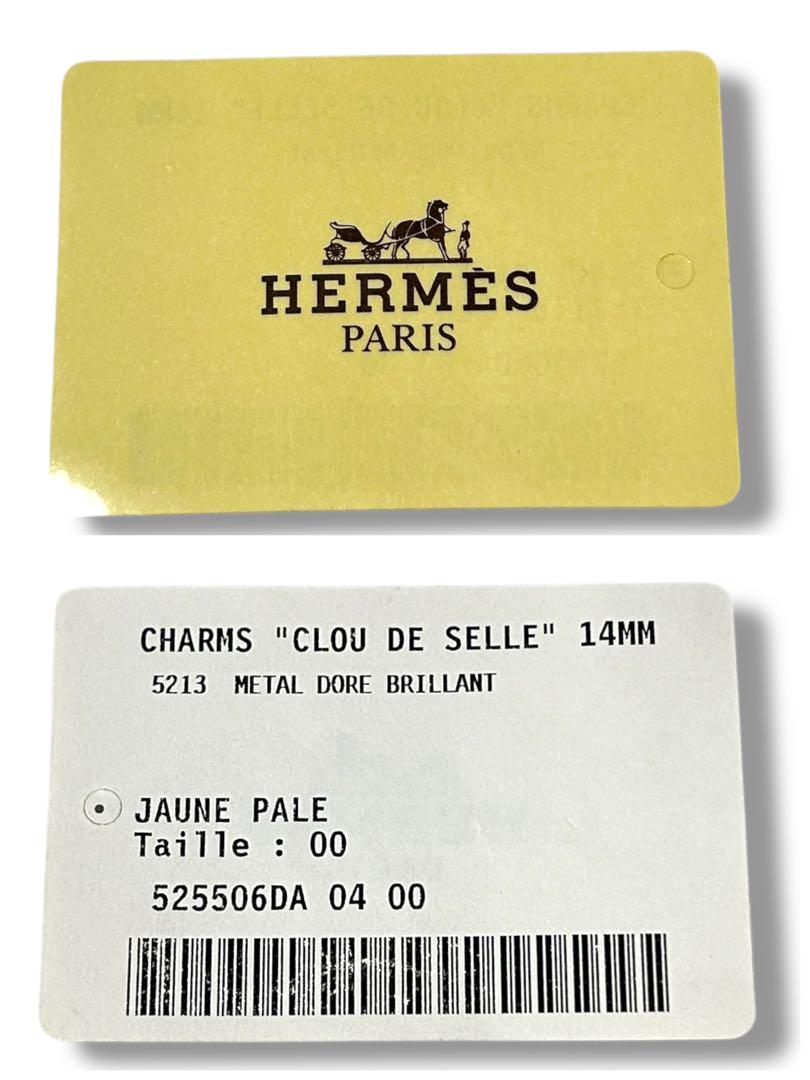 HERMÈS
PARIS
CHARMS "CLOU DE SELLE" 14MM
5213 METAL DORE BRILLANT
JAUNE PALE
Taille : 00
525506DA 04 00